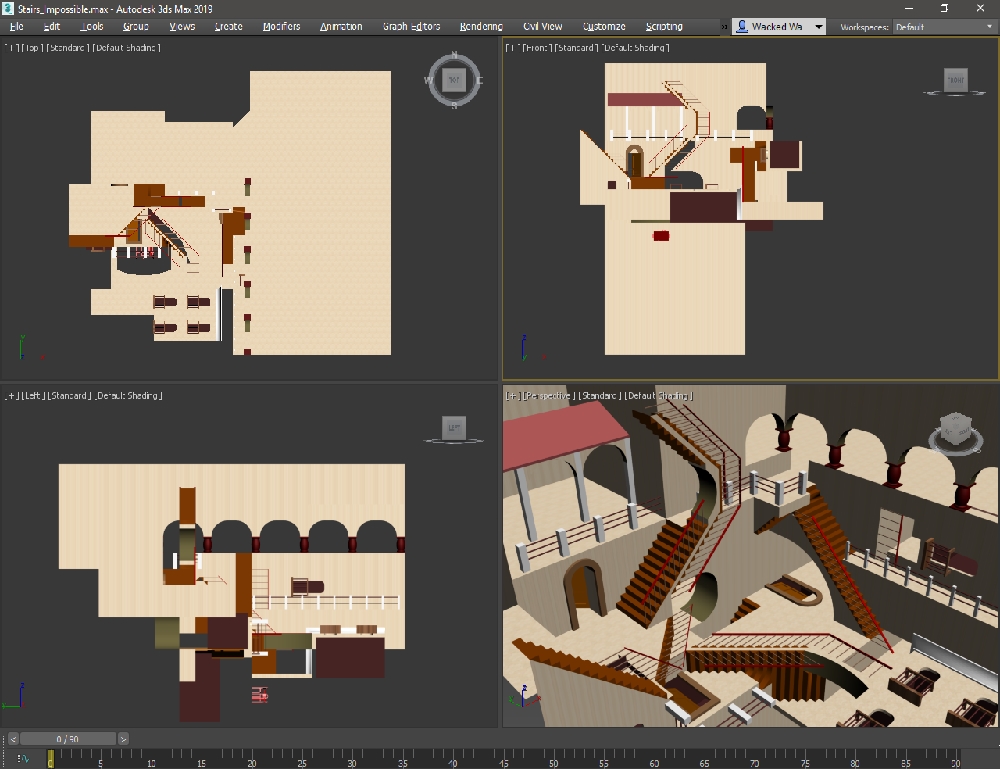 Stairs_Impossible.max - Autodesk 3ds Max 2019
File Edit Tools Group Views Create Modifiers Animation Graph Editors Rendering Civil View Customize Scripting » Wacked Wa Workspaces: Default
[+] [Top] [Standard] [Default Shading]
N
W TOP E
S
[+] [Front] [Standard] [Default Shading]
FRONT
[+] [Left] [Standard] [Default Shading]
LEFT
[+] [Perspective] [Standard] [Default Shading]
< 0 / 90 >
0 5 10 15 20 25 30 35 40 45 50 55 60 65 70 75 80 85 90